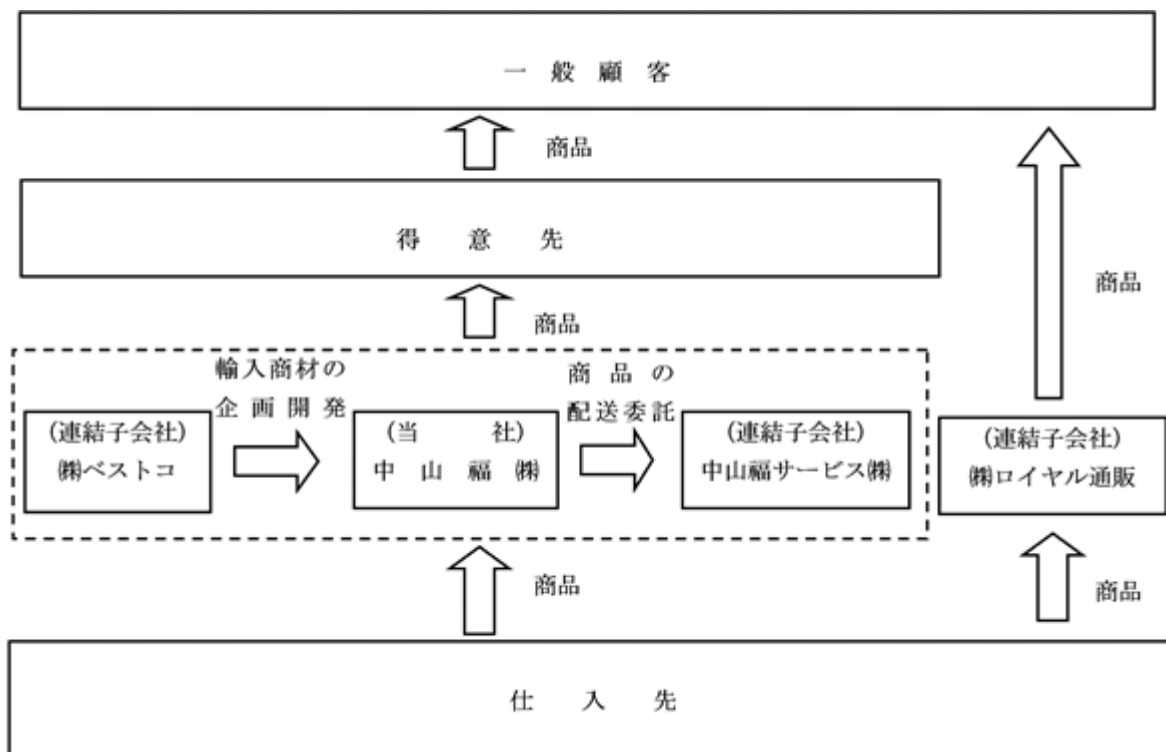 一般顧客
商品
得意先
商品
商品
輸入商材の
企画開発
商品の
配送委託
(連結子会社)
㈱ベストコ
(当社)
中山福㈱
(連結子会社)
中山福サービス㈱
(連結子会社)
㈱ロイヤル通販
商品
商品
仕入先